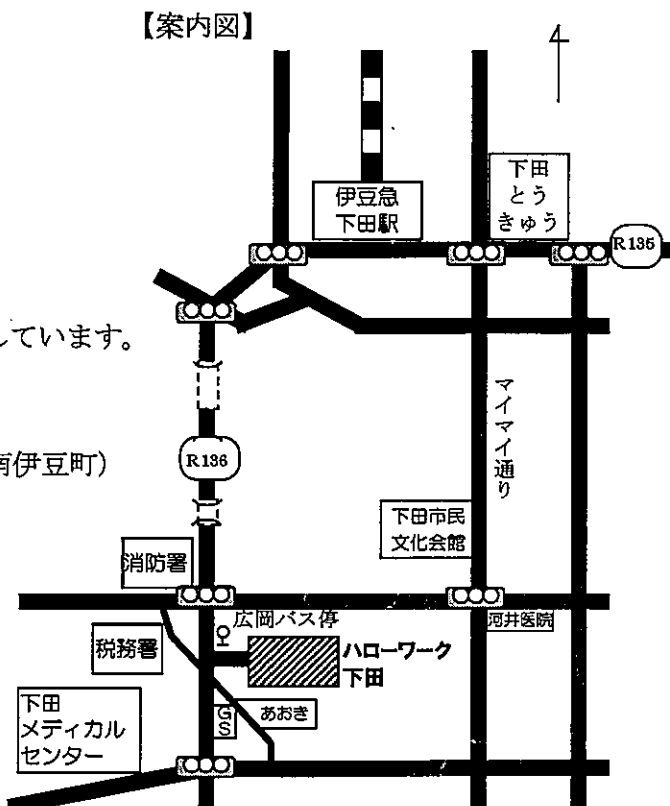 【案内図】
伊豆急
下田駅
下田
とう
きゅう
R135
しています。
マイマイ通り
南伊豆町）
R136
下田市民
文化会館
消防署
広岡バス停
河井医院
税務署
ハローワーク
下田
下田
メディカル
センター
GS
あおき